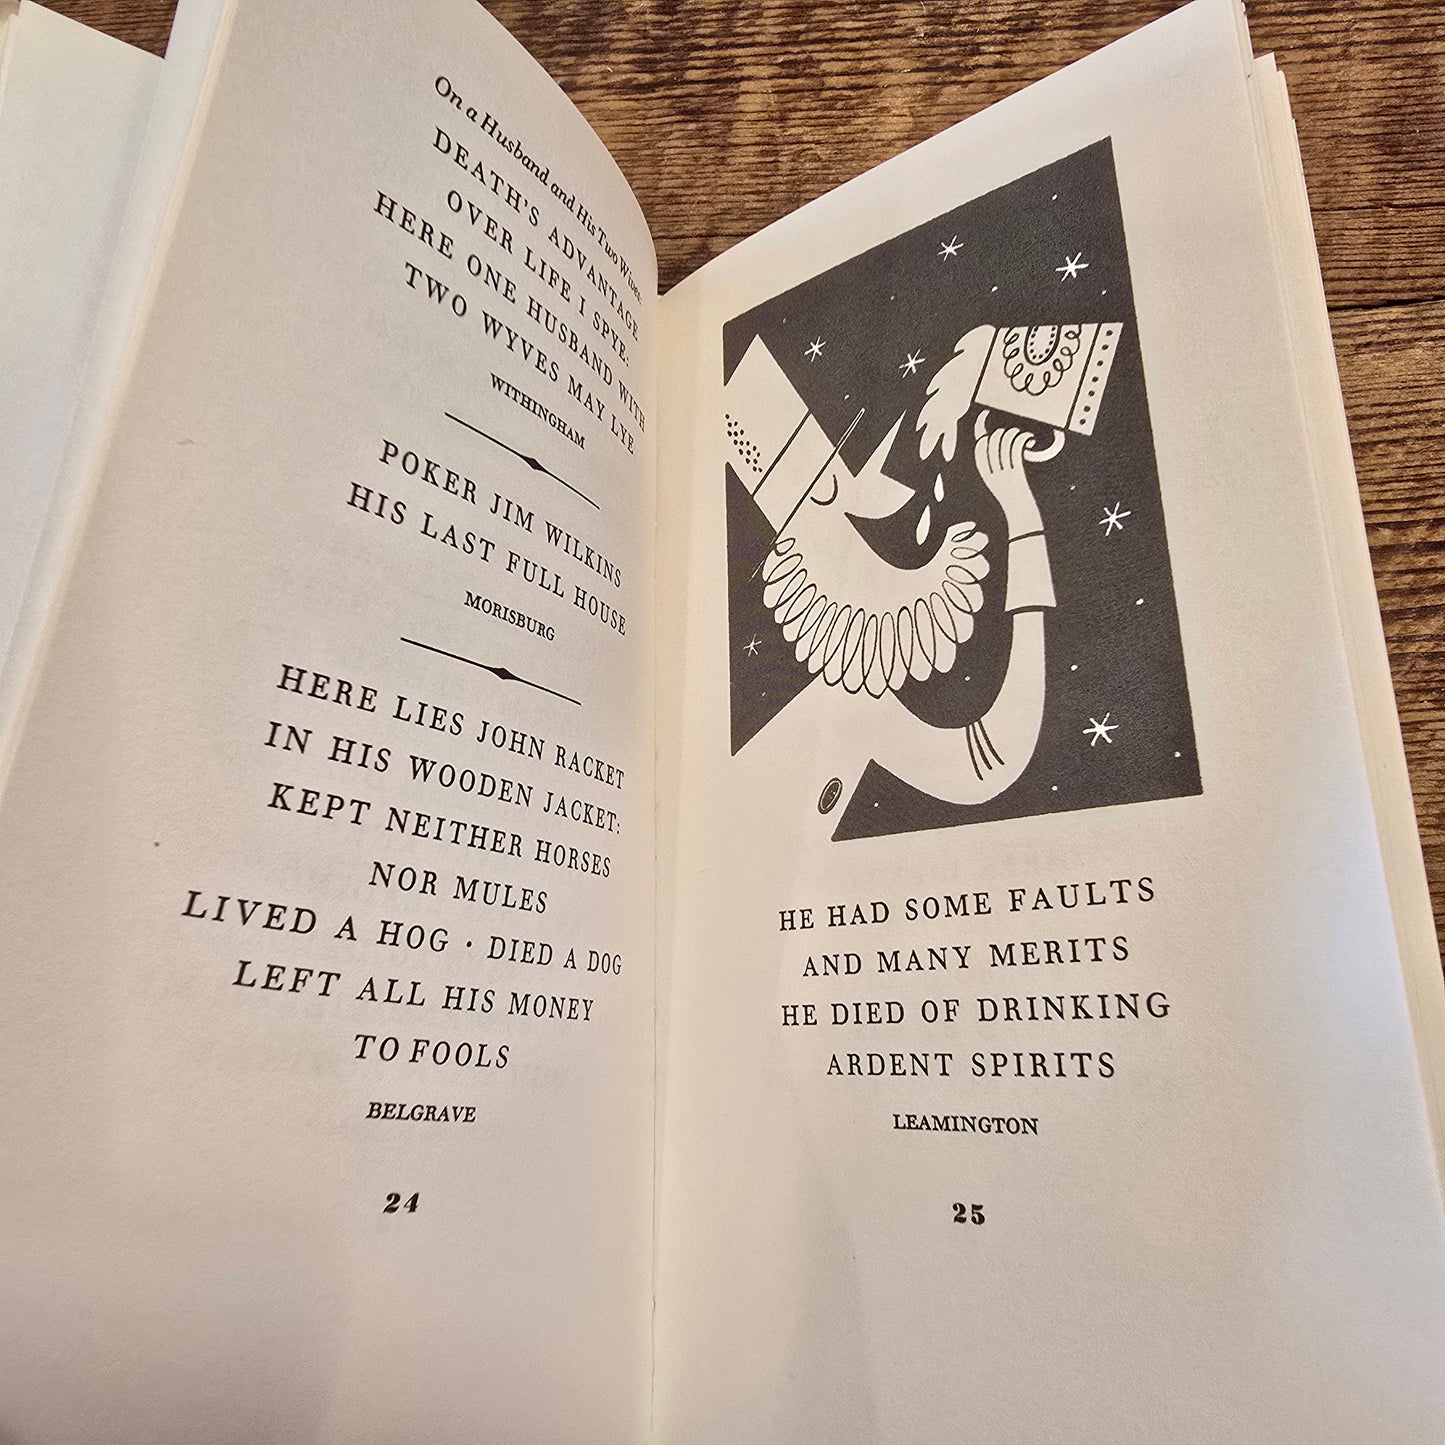 On a Husband and His Two Wives:
DEATH'S ADVANTAGE
OVER LIFE I SPYE:
HERE ONE HUSBAND WITH
TWO WYVES MAY LYE
WITHINGHAM
POKER JIM WILKINS
HIS LAST FULL HOUSE
MORISBURG
HERE LIES JOHN RACKET
IN HIS WOODEN JACKET:
KEPT NEITHER HORSES
NOR MULES
LIVED A HOG · DIED A DOG
LEFT ALL HIS MONEY
TO FOOLS
BELGRAVE
24
HE HAD SOME FAULTS
AND MANY MERITS
HE DIED OF DRINKING
ARDENT SPIRITS
LEAMINGTON
25